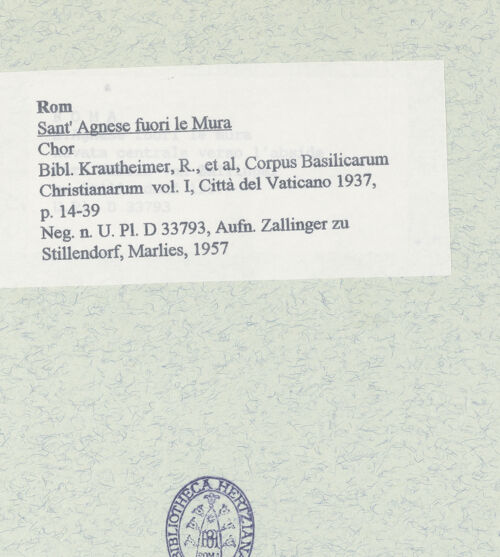 Rom
Sant' Agnese fuori le Mura
Chor
Bibl. Krautheimer, R., et al, Corpus Basilicarum
Christianarum vol. I, Città del Vaticano 1937,
p. 14-39
Neg. n. U. Pl. D 33793, Aufn. Zallinger zu
Stillendorf, Marlies, 1957
BIBLIOTHECA HERTZIANA
ROMA